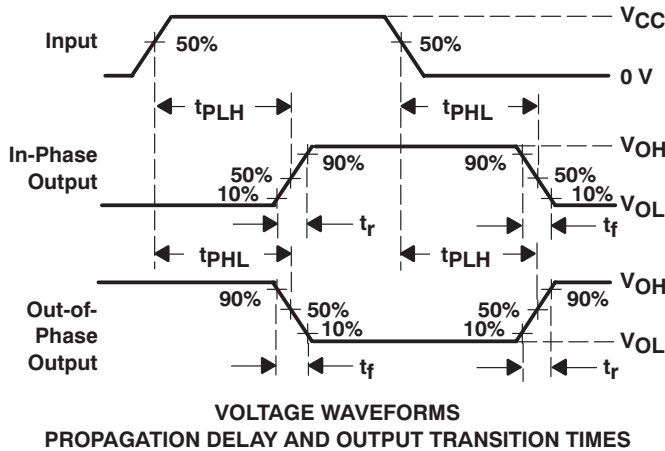 Input
50%
50%
VCC
0 V
tPLH
tPHL
In-Phase
Output
50%
10%
90%
90%
50%
10%
VOH
VOL
tr
tf
tPHL
tPLH
Out-of-
Phase
Output
90%
50%
10%
50%
10%
90%
VOH
VOL
tf
tr
VOLTAGE WAVEFORMS
PROPAGATION DELAY AND OUTPUT TRANSITION TIMES